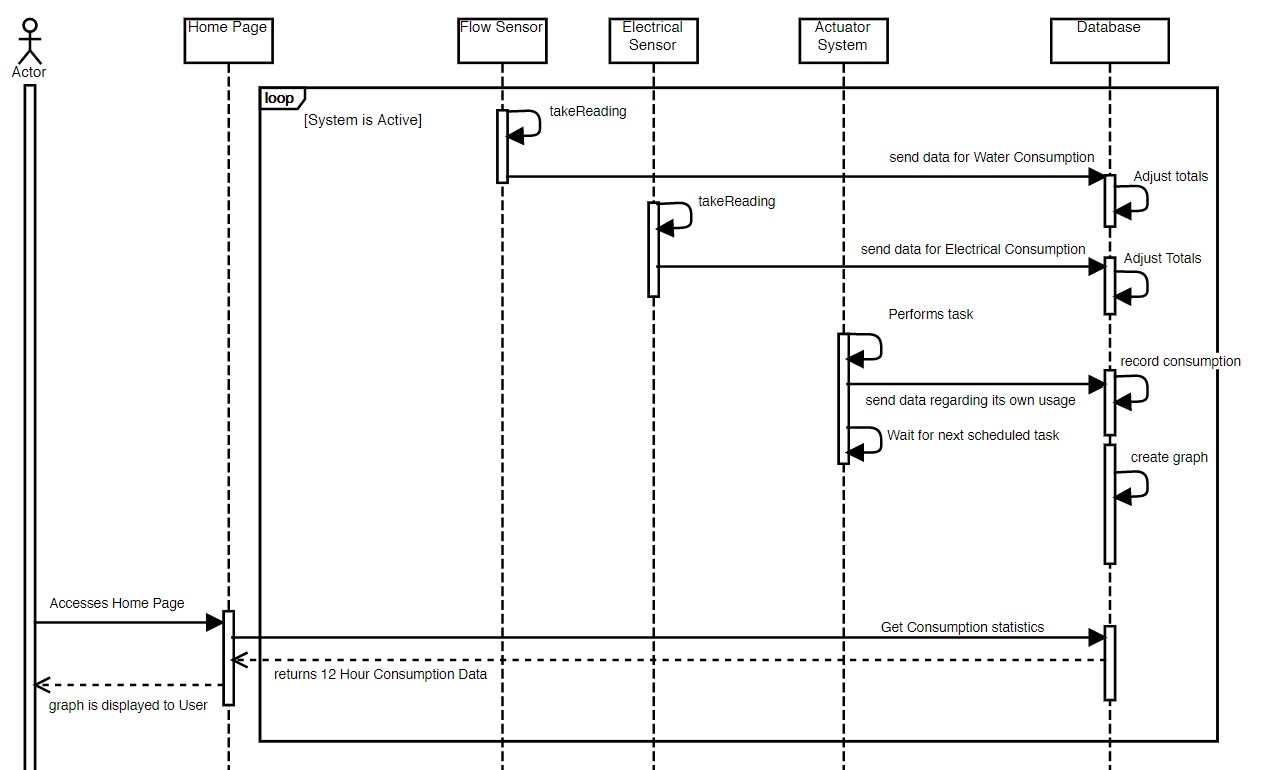 Home Page
Flow Sensor
Electrical
Sensor
Actuator
System
Database
Actor
loop
[System is Active]
takeReading
send data for Water Consumption
Adjust totals
takeReading
send data for Electrical Consumption
Adjust Totals
Performs task
record consumption
send data regarding its own usage
Wait for next scheduled task
create graph
Accesses Home Page
Get Consumption statistics
returns 12 Hour Consumption Data
graph is displayed to User